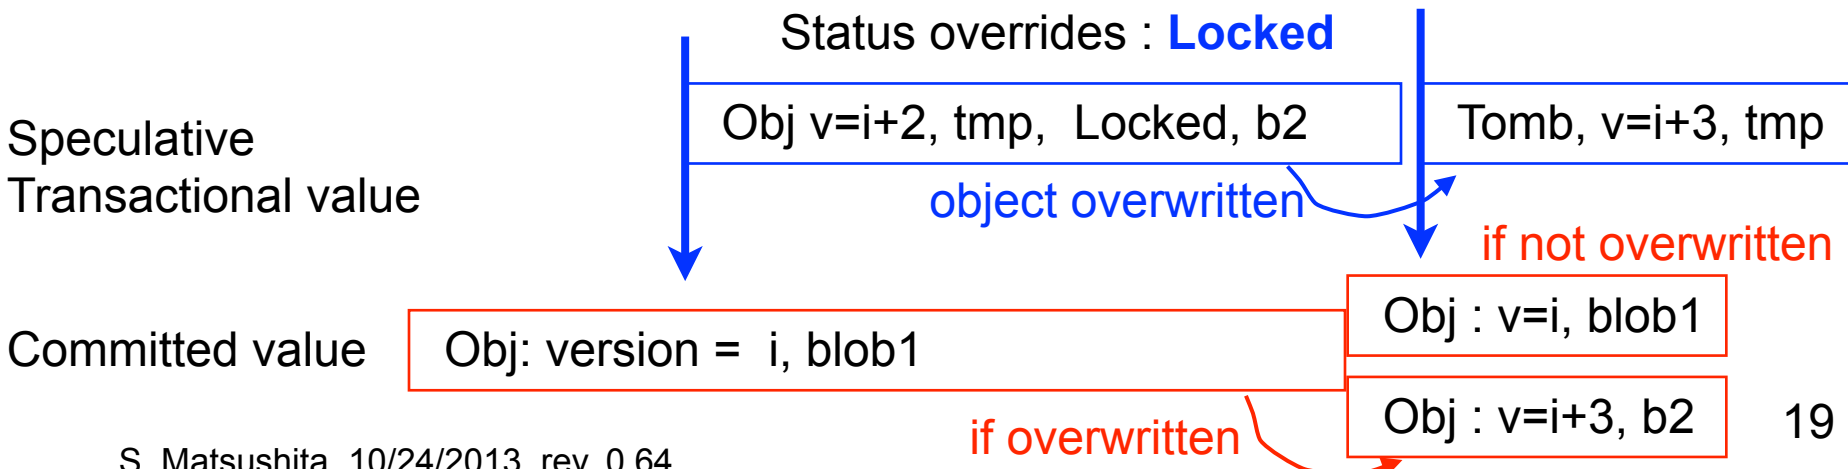 Status overrides : Locked
Obj v=i+2, tmp,  Locked, b2
Tomb, v=i+3, tmp
Speculative
Transactional value
object overwritten
if not overwritten
Obj : v=i, blob1
Committed value
Obj: version =  i, blob1
Obj : v=i+3, b2
19
if overwritten
S. Matsushita, 10/24/2013, rev. 0.64